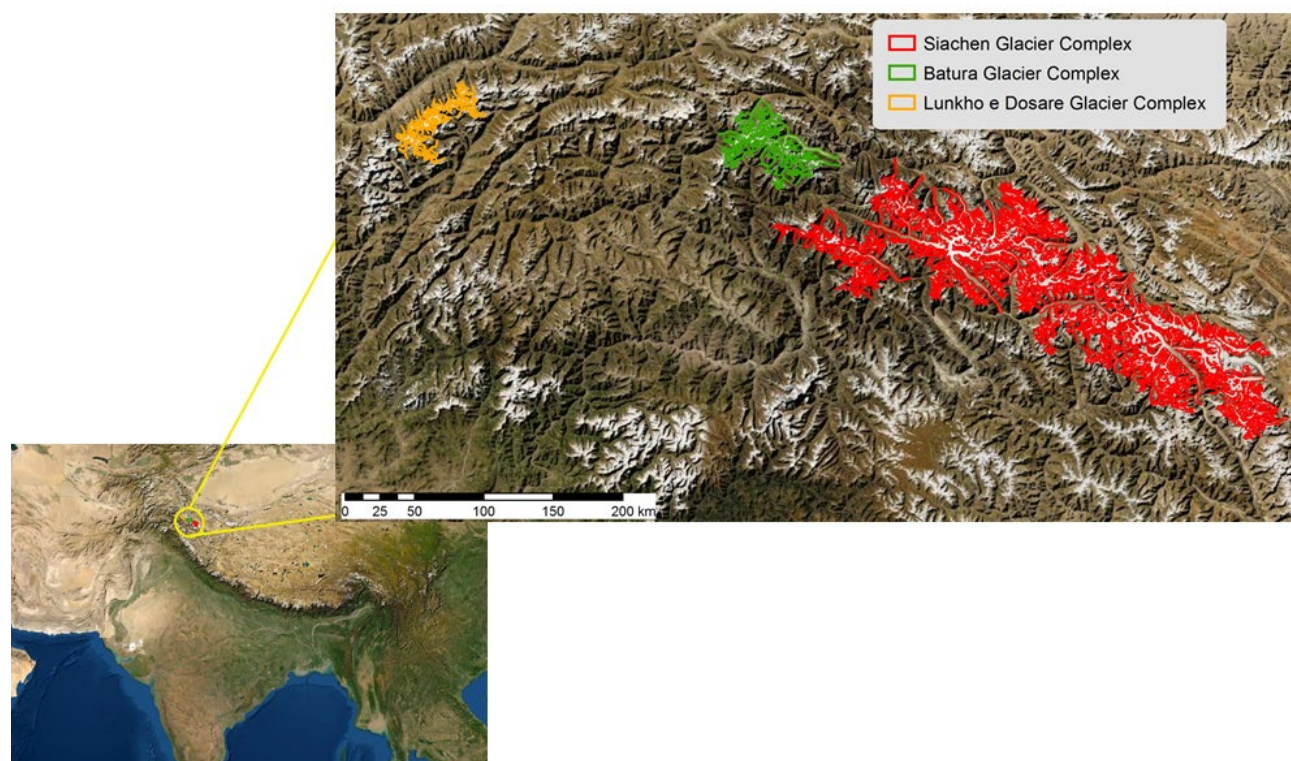 Siachen Glacier Complex
Batura Glacier Complex
Lunkho e Dosare Glacier Complex
0 25 50 100 150 200 km